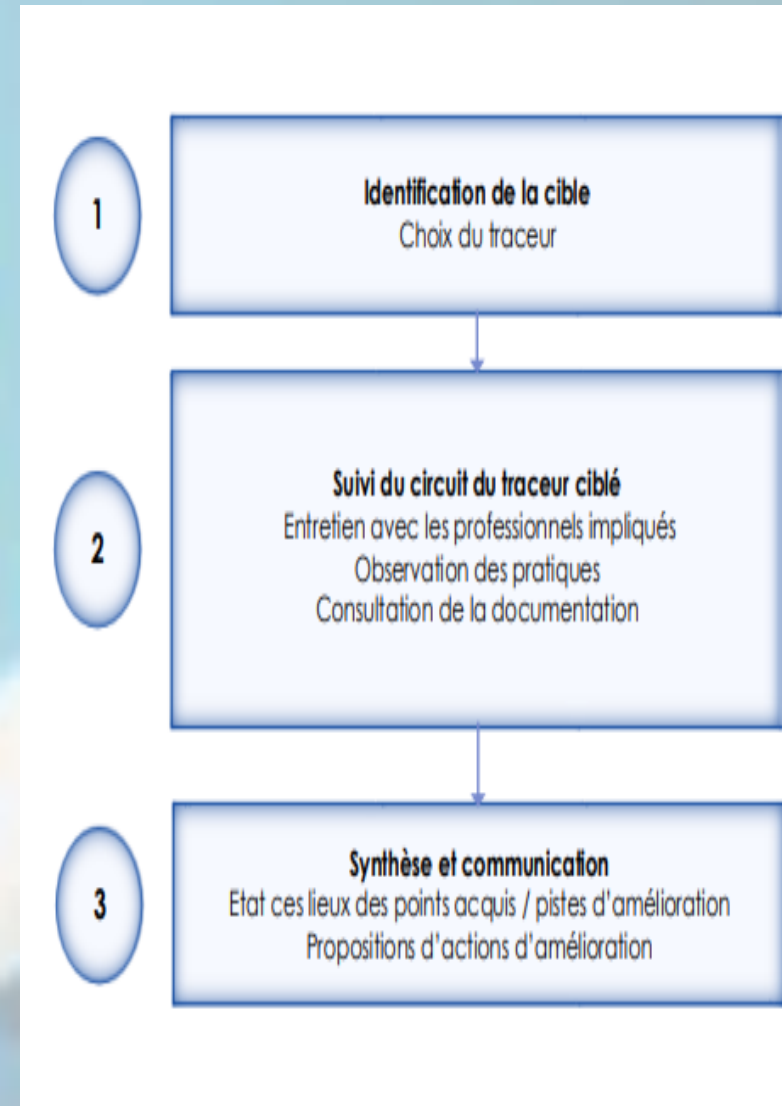 1
Identification de la cible
Choix du traceur
2
Suivi du circuit du traceur ciblé
Entretien avec les professionnels impliqués
Observation des pratiques
Consultation de la documentation
3
Synthèse et communication
Etat ces lieux des points acquis / pistes d'amélioration
Propositions d'actions d'amélioration